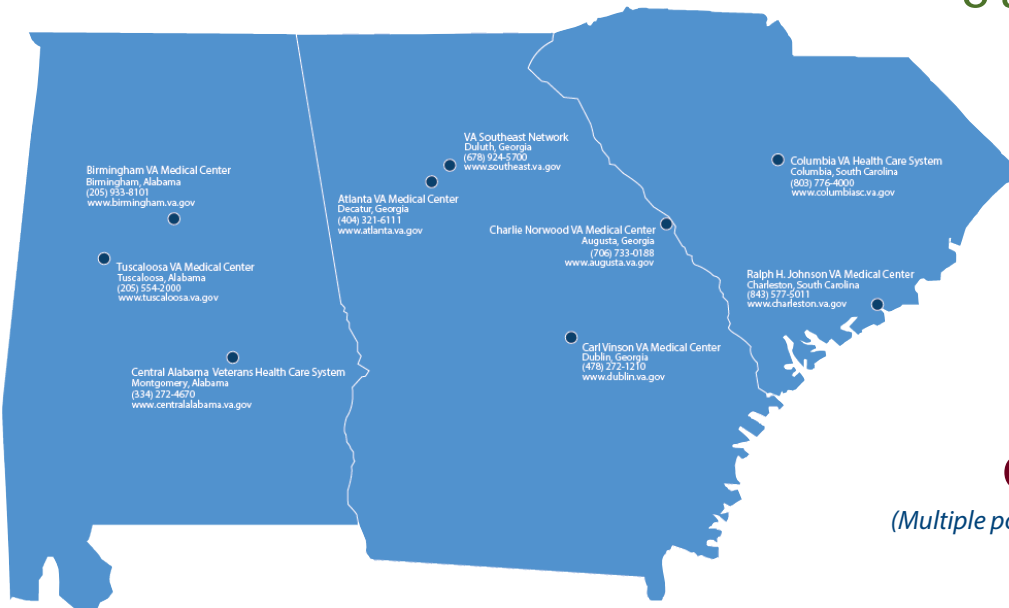 VA Southeast Network
Duluth, Georgia
(678) 924-5700
www.southeast.va.gov
Birmingham VA Medical Center
Birmingham, Alabama
(205) 933-8101
www.birmingham.va.gov
Atlanta VA Medical Center
Decatur, Georgia
(404) 321-6111
www.atlanta.va.gov
Columbia VA Health Care System
Columbia, South Carolina
(803) 776-4000
www.columbiasc.va.gov
Charlie Norwood VA Medical Center
Augusta, Georgia
(706) 733-0188
www.augusta.va.gov
Tuscaloosa VA Medical Center
Tuscaloosa, Alabama
(205) 554-2000
www.tuscaloosa.va.gov
Ralph H. Johnson VA Medical Center
Charleston, South Carolina
(843) 577-5011
www.charleston.va.gov
Carl Vinson VA Medical Center
Dublin, Georgia
(478) 272-1210
www.dublin.va.gov
Central Alabama Veterans Health Care System
Montgomery, Alabama
(334) 272-4670
www.centralalabama.va.gov
(Multiple